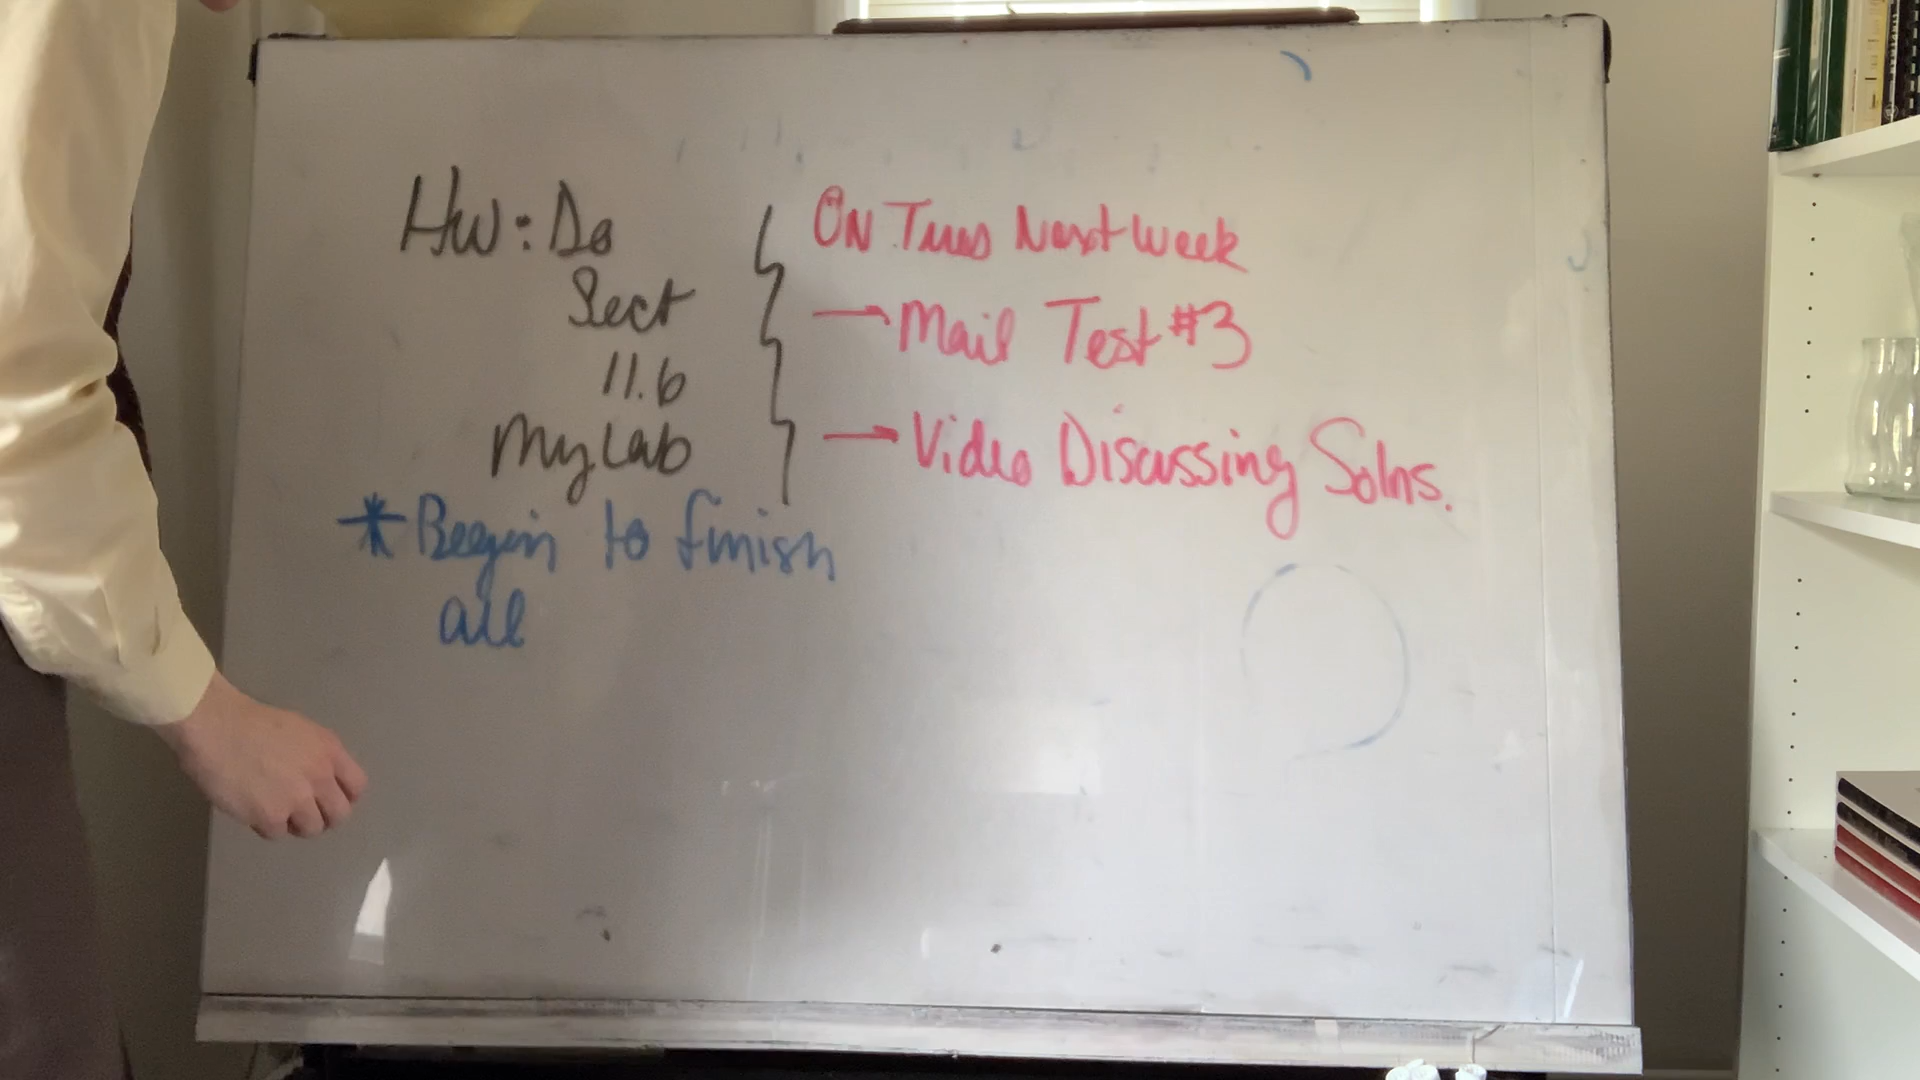 HW: Do
Sect
11.6
MyLab
* Begin to finish
all
ON Tues Next Week
→ Mail Test #3
→ Video Discussing Solns.